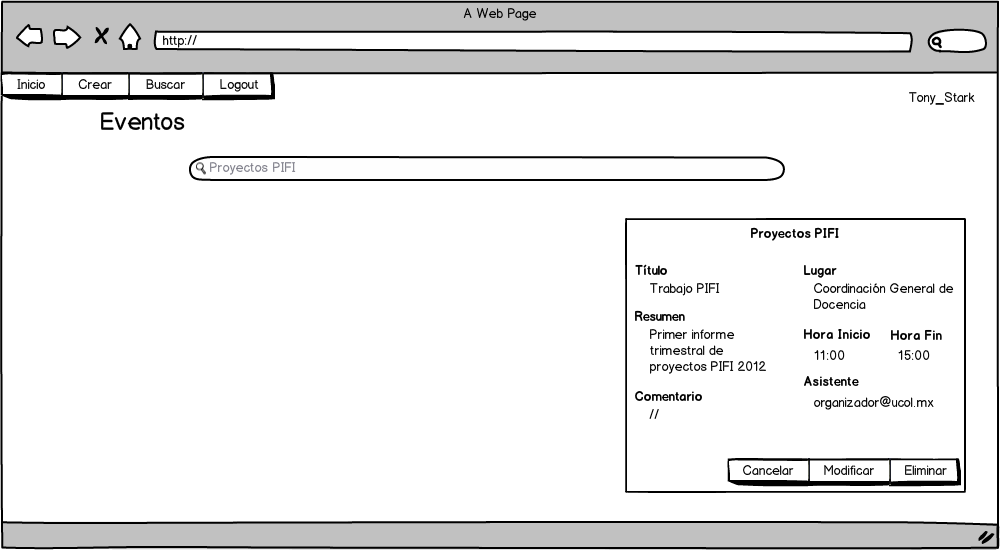 A Web Page
http://
Inicio Crear Buscar Logout
Tony_Stark
Eventos
Proyectos PIFI
Proyectos PIFI
Título
Trabajo PIFI
Resumen
Primer informe
trimestral de
proyectos PIFI 2012
Comentario
//
Lugar
Coordinación General de
Docencia
Hora Inicio Hora Fin
11:00 15:00
Asistente
organizador@ucol.mx
Cancelar Modificar Eliminar